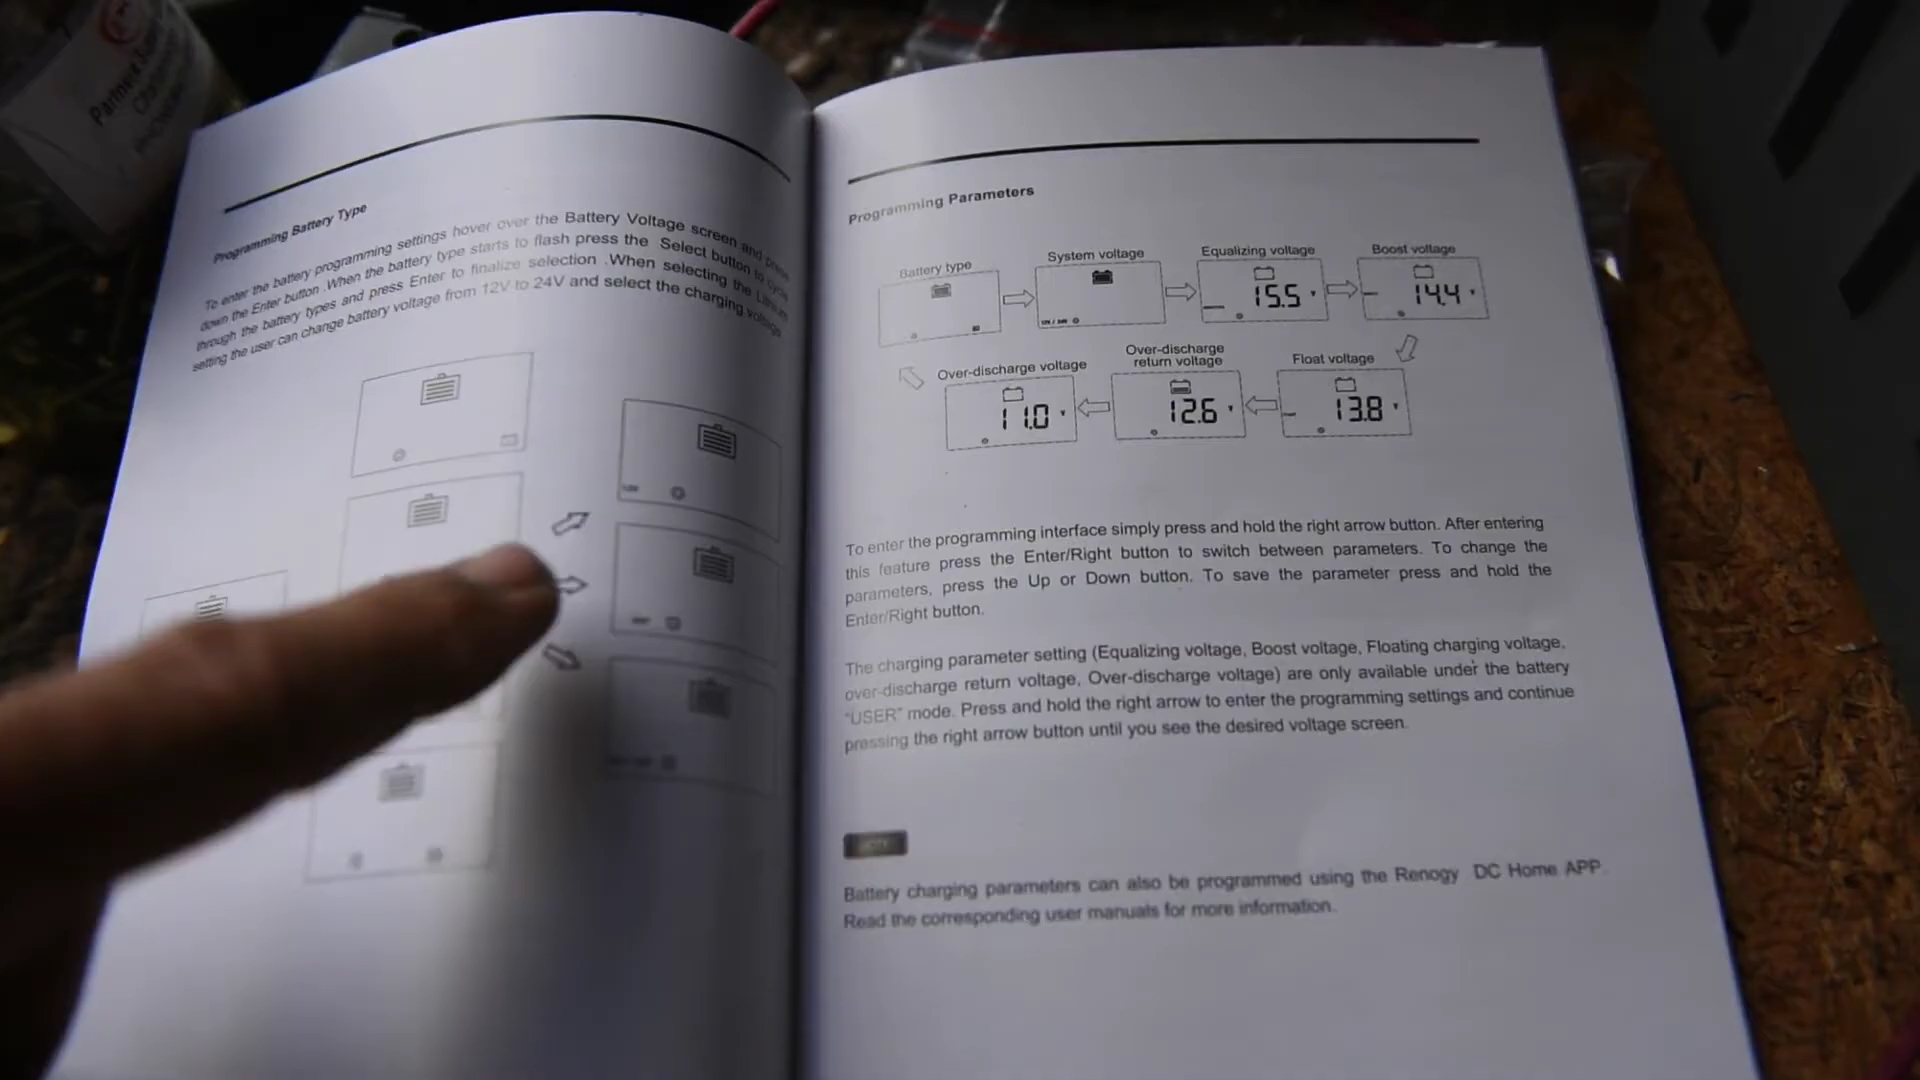 Partner
Programming Battery Type
To enter the battery programming settings hover over the Battery Voltage screen and press
down the Enter button .When the battery type starts to flash press the Select button to cycle
through the battery types and press Enter to finalize selection .When selecting the Lithium
setting the user can change battery voltage from 12V to 24V and select the charging voltage.
Programming Parameters
Battery type
System voltage
Equalizing voltage
Boost voltage
15.5 V
14.4 V
Over-discharge voltage
Over-discharge
return voltage
Float voltage
11.0 V
12.6 V
13.8 V
To enter the programming interface simply press and hold the right arrow button. After entering
this feature press the Enter/Right button to switch between parameters. To change the
parameters, press the Up or Down button. To save the parameter press and hold the
Enter/Right button.
The charging parameter setting (Equalizing voltage, Boost voltage, Floating charging voltage,
over-discharge return voltage, Over-discharge voltage) are only available under the battery
“USER” mode. Press and hold the right arrow to enter the programming settings and continue
pressing the right arrow button until you see the desired voltage screen.
NOTE
Battery charging parameters can also be programmed using the Renogy DC Home APP.
Read the corresponding user manuals for more information.